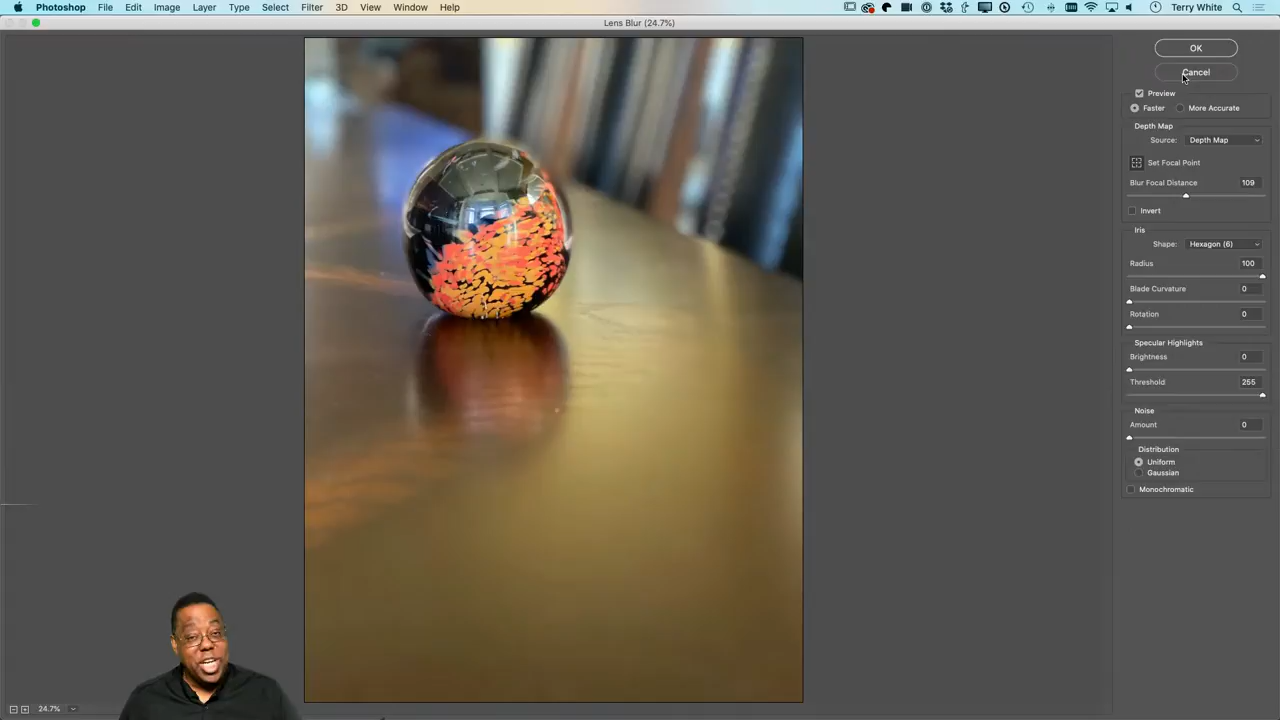 Photoshop File Edit Image Layer Type Select Filter 3D View Window Help Terry White
Lens Blur (24.7%)
OK
Cancel
Preview
Faster More Accurate
Depth Map
Source: Depth Map
Set Focal Point
Blur Focal Distance 109
Invert
Iris
Shape: Hexagon (6)
Radius 100
Blade Curvature 0
Rotation 0
Specular Highlights
Brightness 0
Threshold 255
Noise
Amount 0
Distribution
Uniform
Gaussian
Monochromatic
24.7%